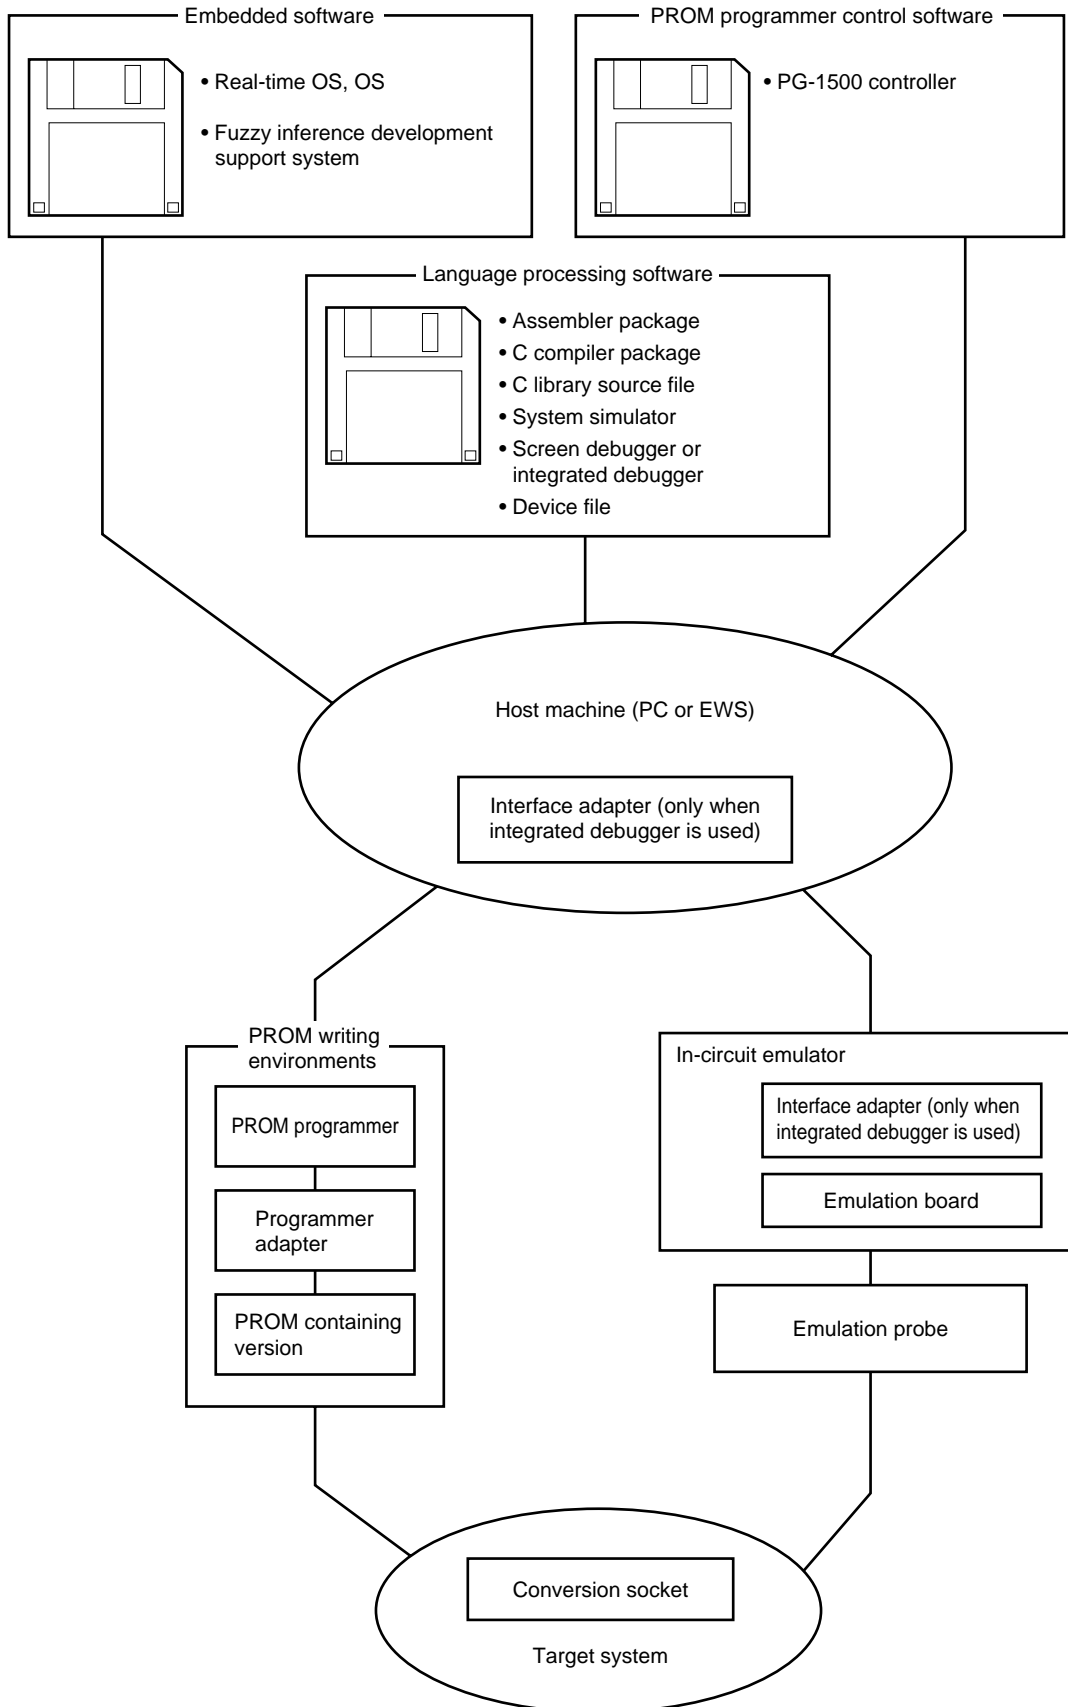 Embedded software
• Real-time OS, OS
• Fuzzy inference development
support system
PROM programmer control software
• PG-1500 controller
Language processing software
• Assembler package
• C compiler package
• C library source file
• System simulator
• Screen debugger or
integrated debugger
• Device file
Host machine (PC or EWS)
Interface adapter (only when
integrated debugger is used)
PROM writing
environments
PROM programmer
Programmer
adapter
PROM containing
version
In-circuit emulator
Interface adapter (only when
integrated debugger is used)
Emulation board
Emulation probe
Conversion socket
Target system